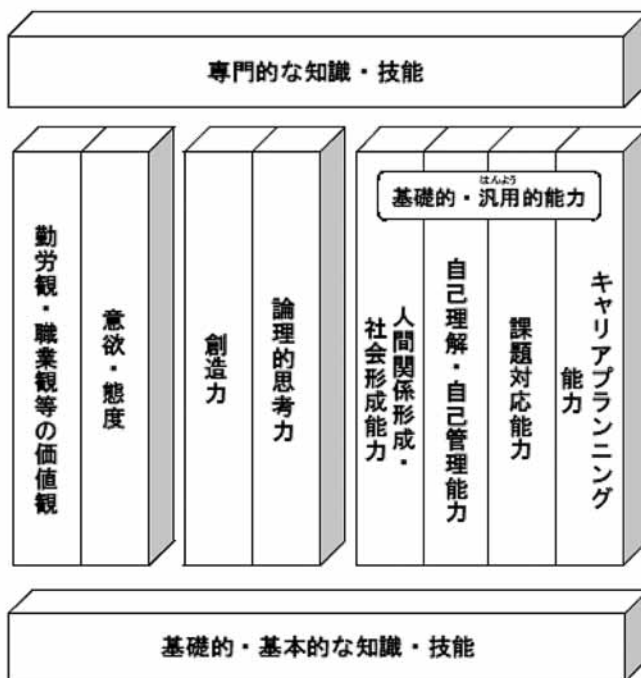 専門的な知識・技能
勤労観・職業観等の価値観
意欲・態度
創造力
論理的思考力
はんよう
基礎的・汎用的能力
人間関係形成・
社会形成能力
自己理解・自己管理能力
課題対応能力
キャリアプランニング
能力
基礎的・基本的な知識・技能